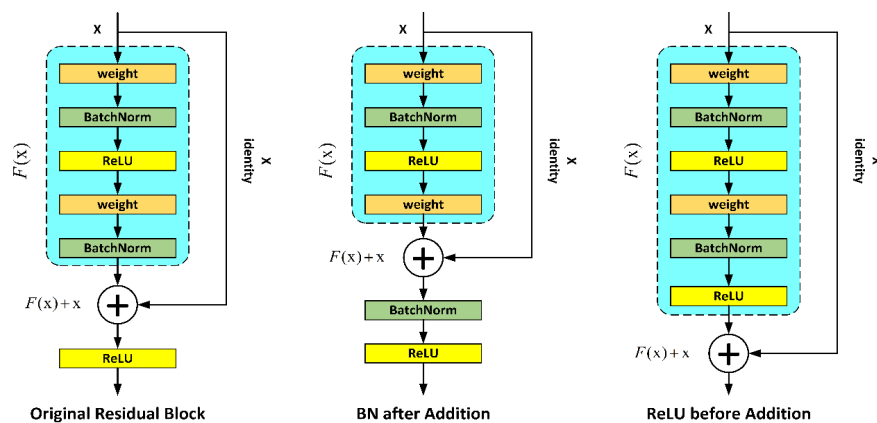 X
weight
BatchNorm
ReLU
weight
BatchNorm
F(x)
X
identity
F(x)+x
ReLU
Original Residual Block
X
weight
BatchNorm
ReLU
weight
F(x)
X
identity
F(x)+x
BatchNorm
ReLU
BN after Addition
X
weight
BatchNorm
ReLU
weight
BatchNorm
ReLU
F(x)
X
identity
F(x)+x
ReLU before Addition